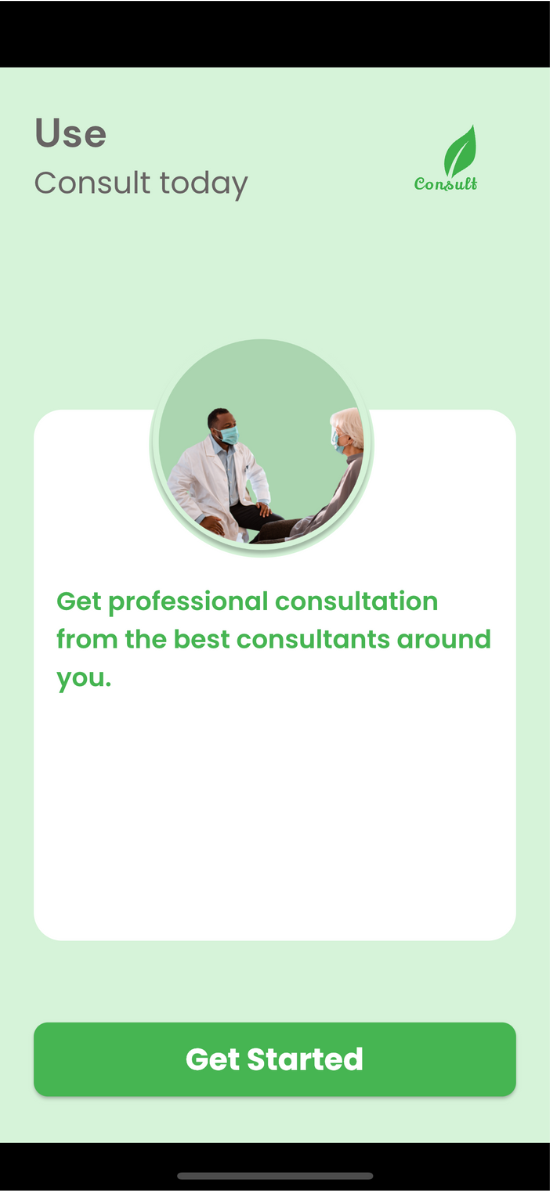 Use
Consult today
Consult
Get professional consultation
from the best consultants around
you.
Get Started